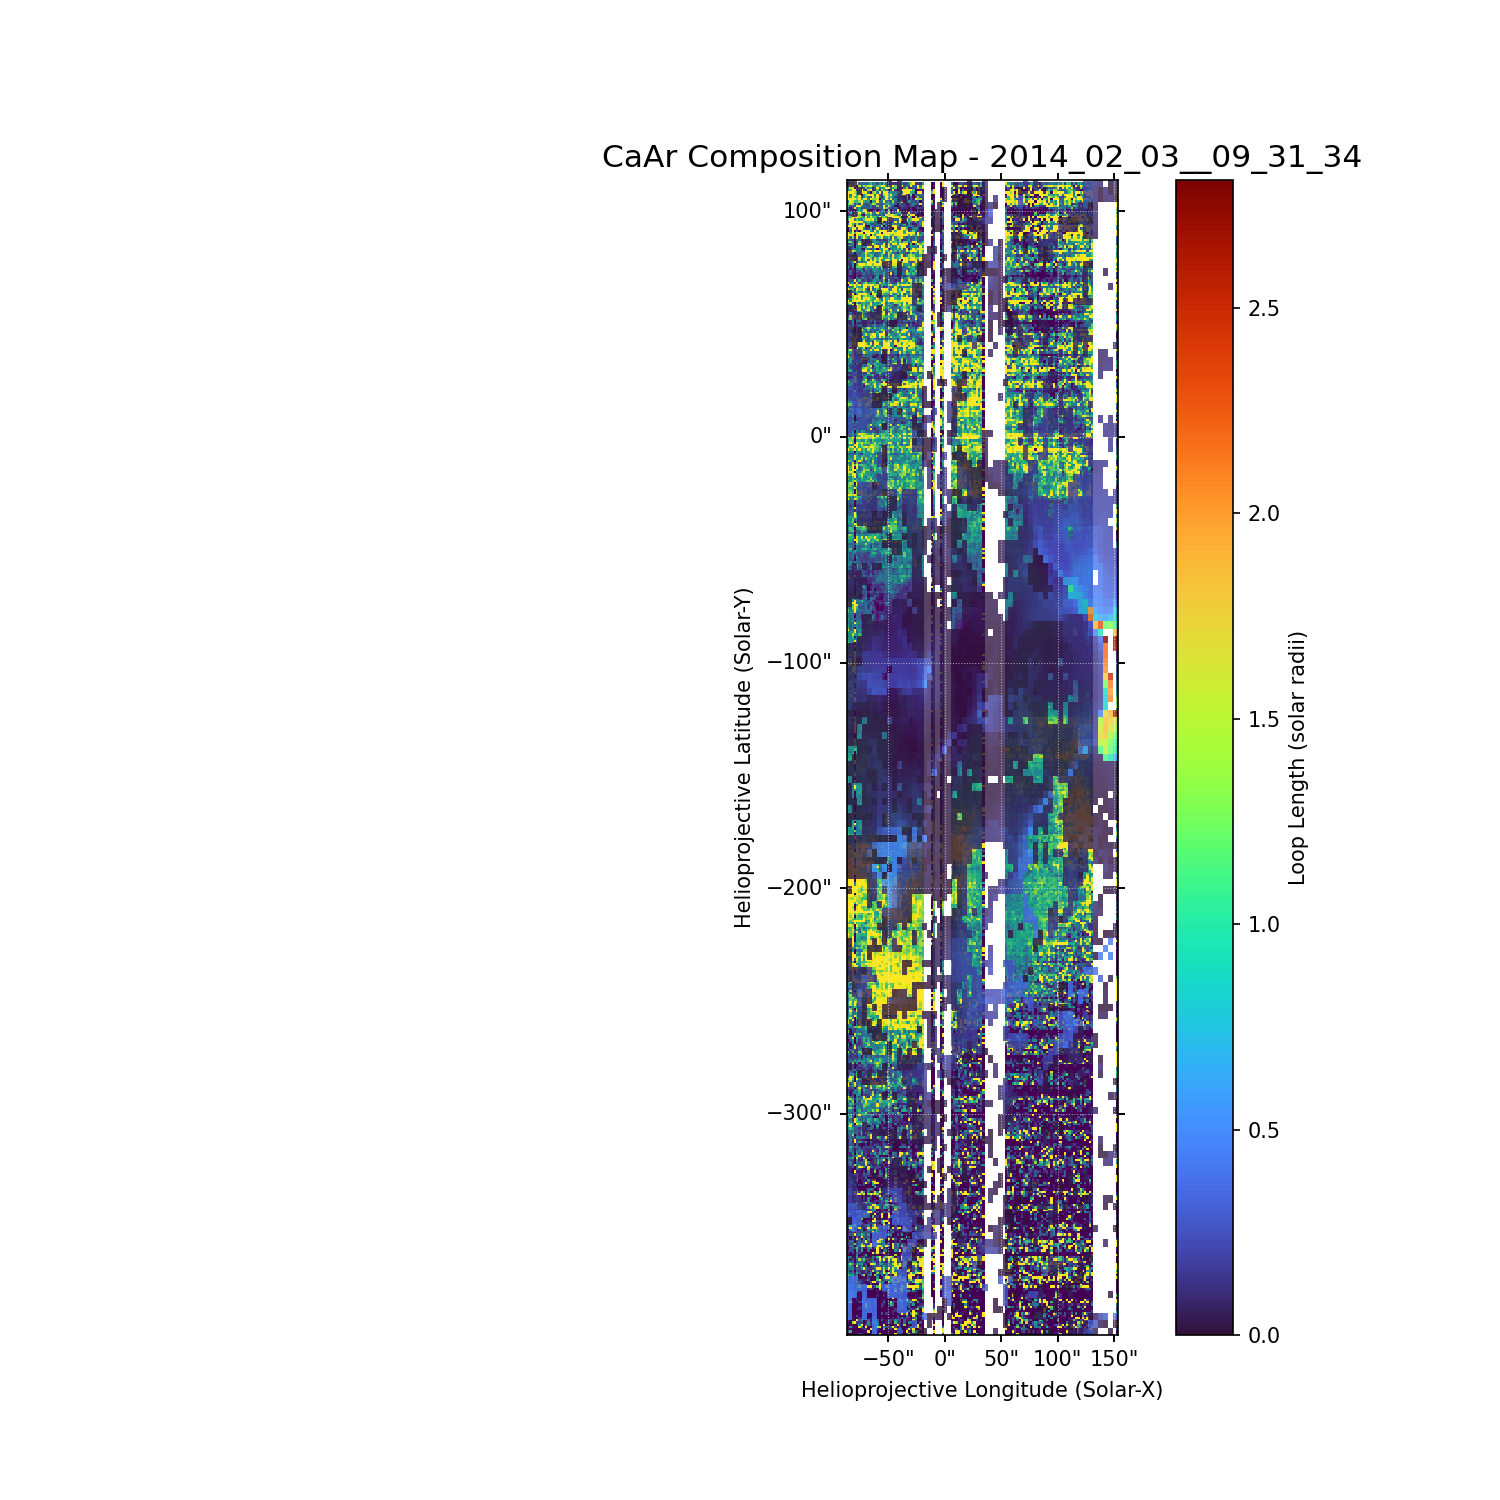 CaAr Composition Map - 2014_02_03__09_31_34
100"
0"
−100"
−200"
−300"
Helioprojective Latitude (Solar-Y)
−50" 0" 50" 100" 150"
Helioprojective Longitude (Solar-X)
2.5
2.0
1.5
1.0
0.5
0.0
Loop Length (solar radii)